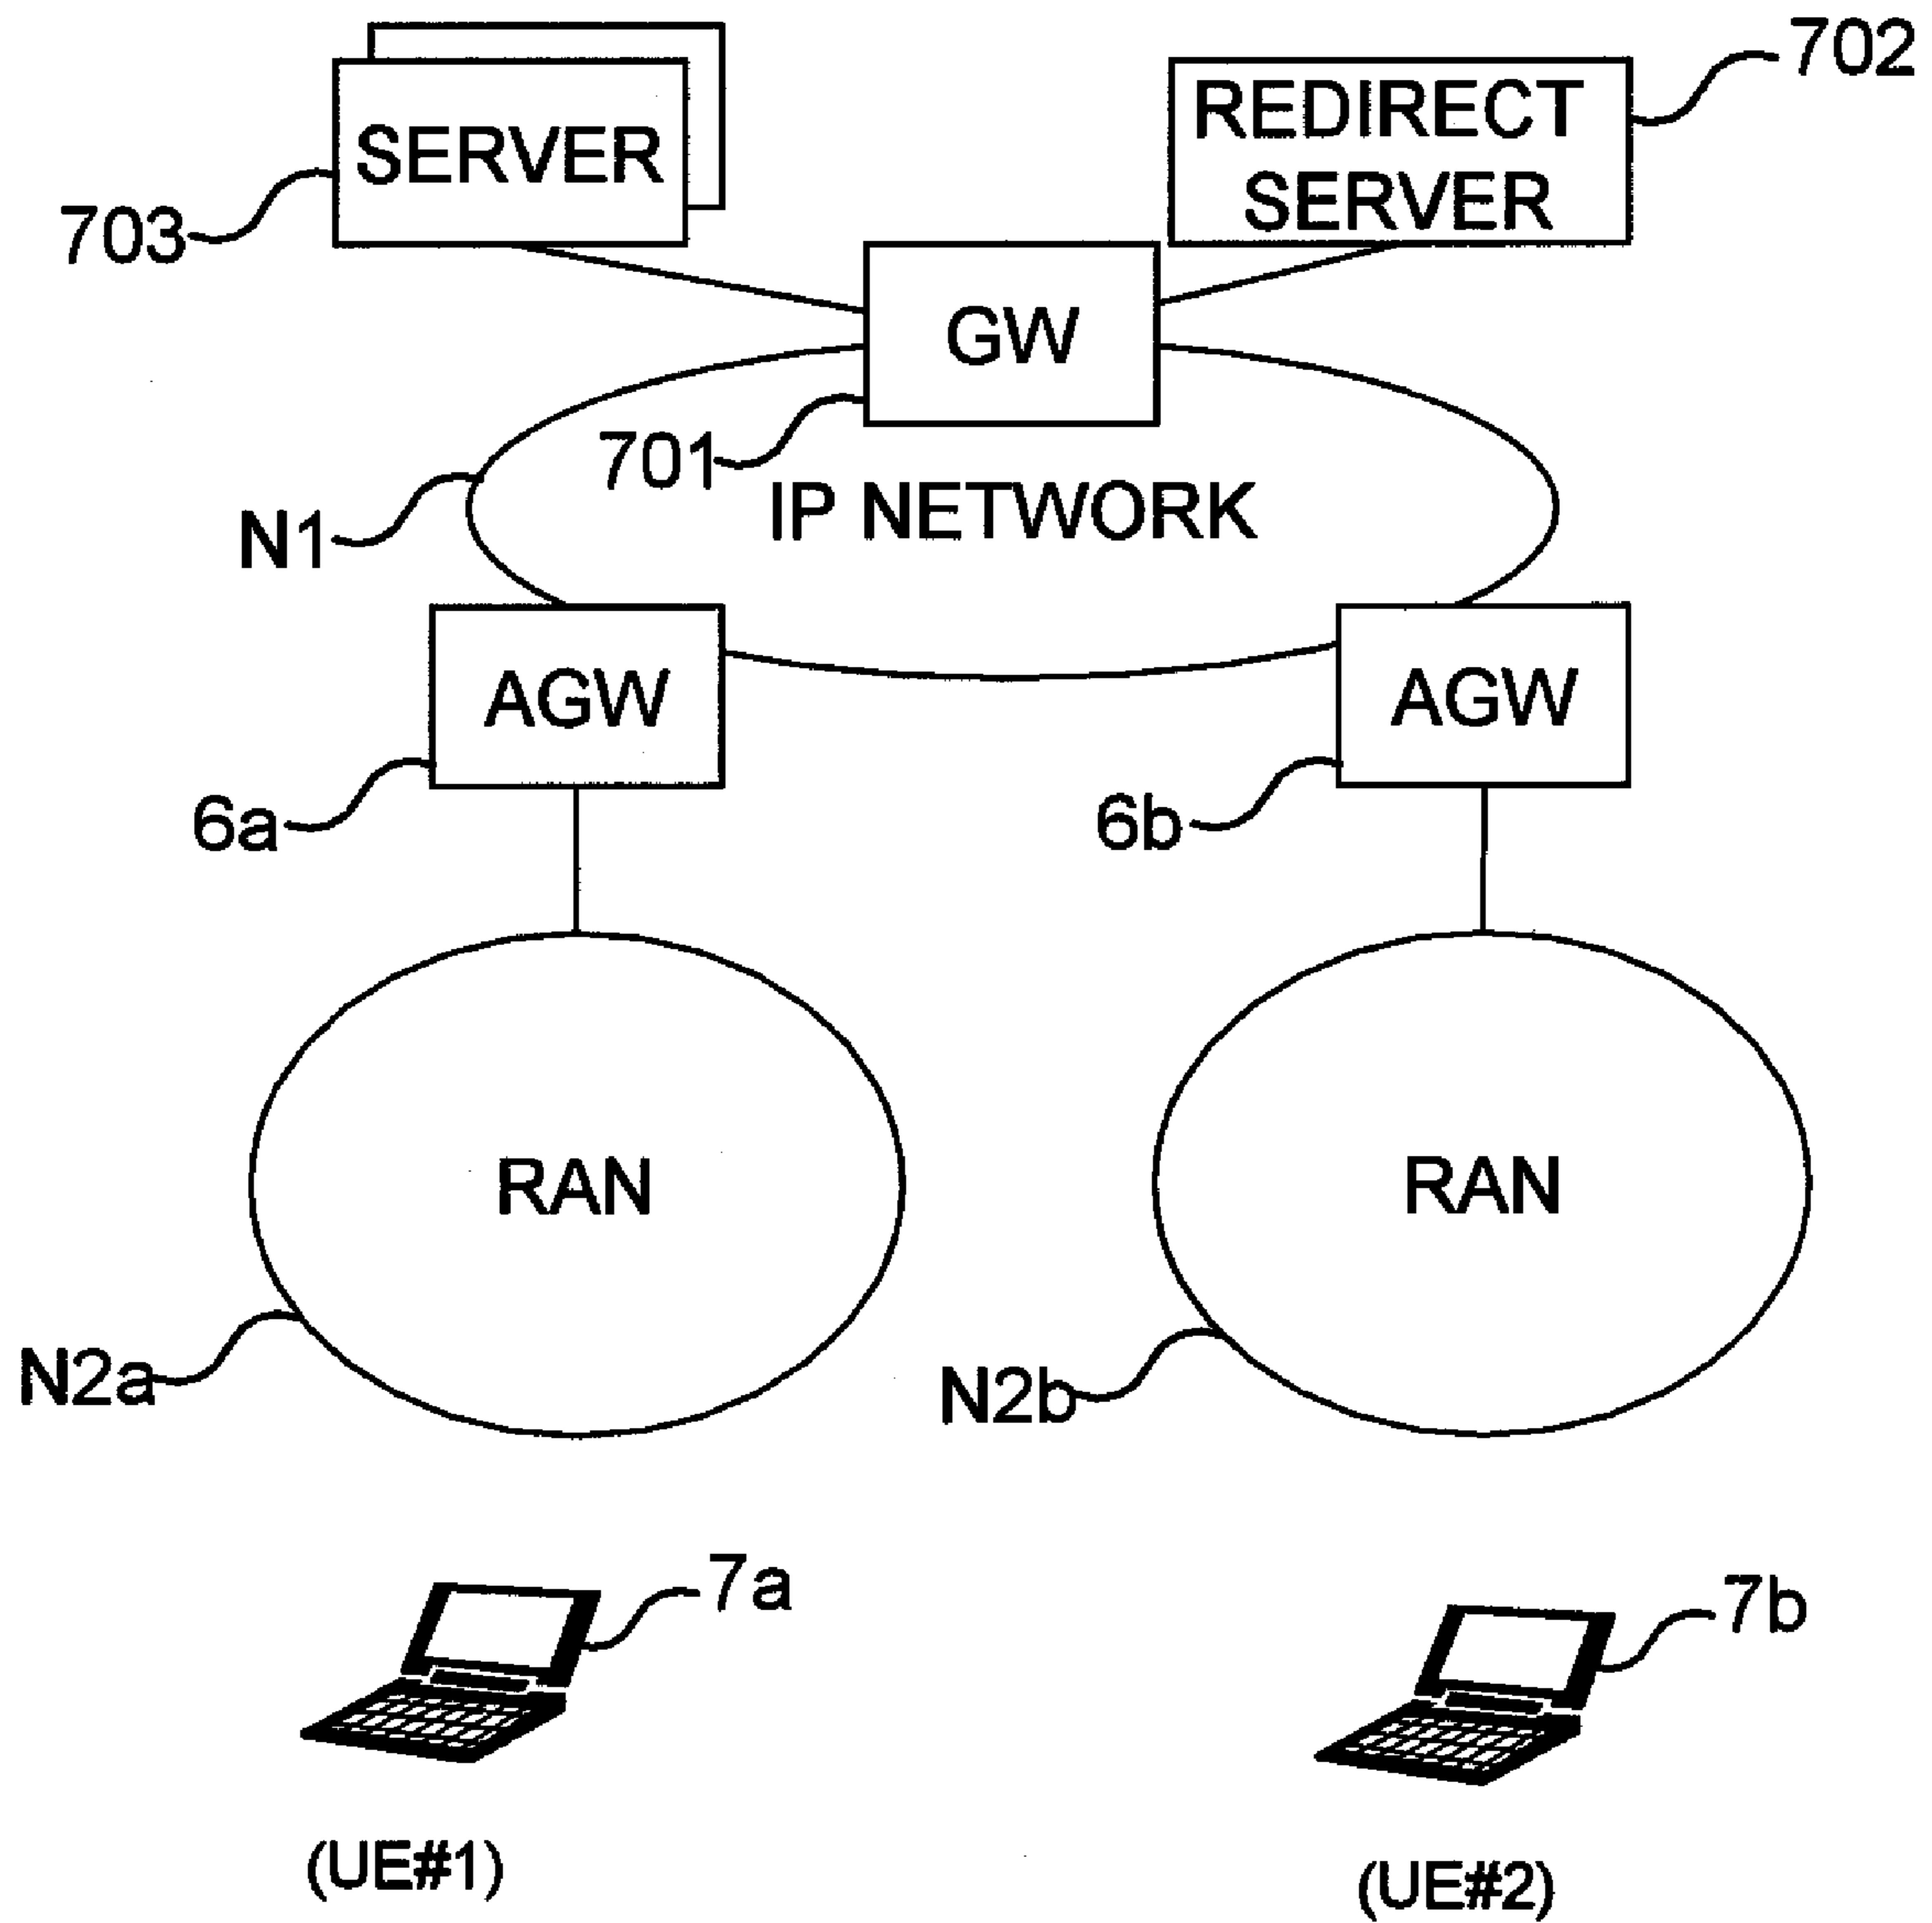 702
REDIRECT
SERVER
SERVER
703
GW
701
IP NETWORK
N1
AGW
AGW
6a
6b
RAN
RAN
N2a
N2b
7a
7b
(UE#1)
(UE#2)